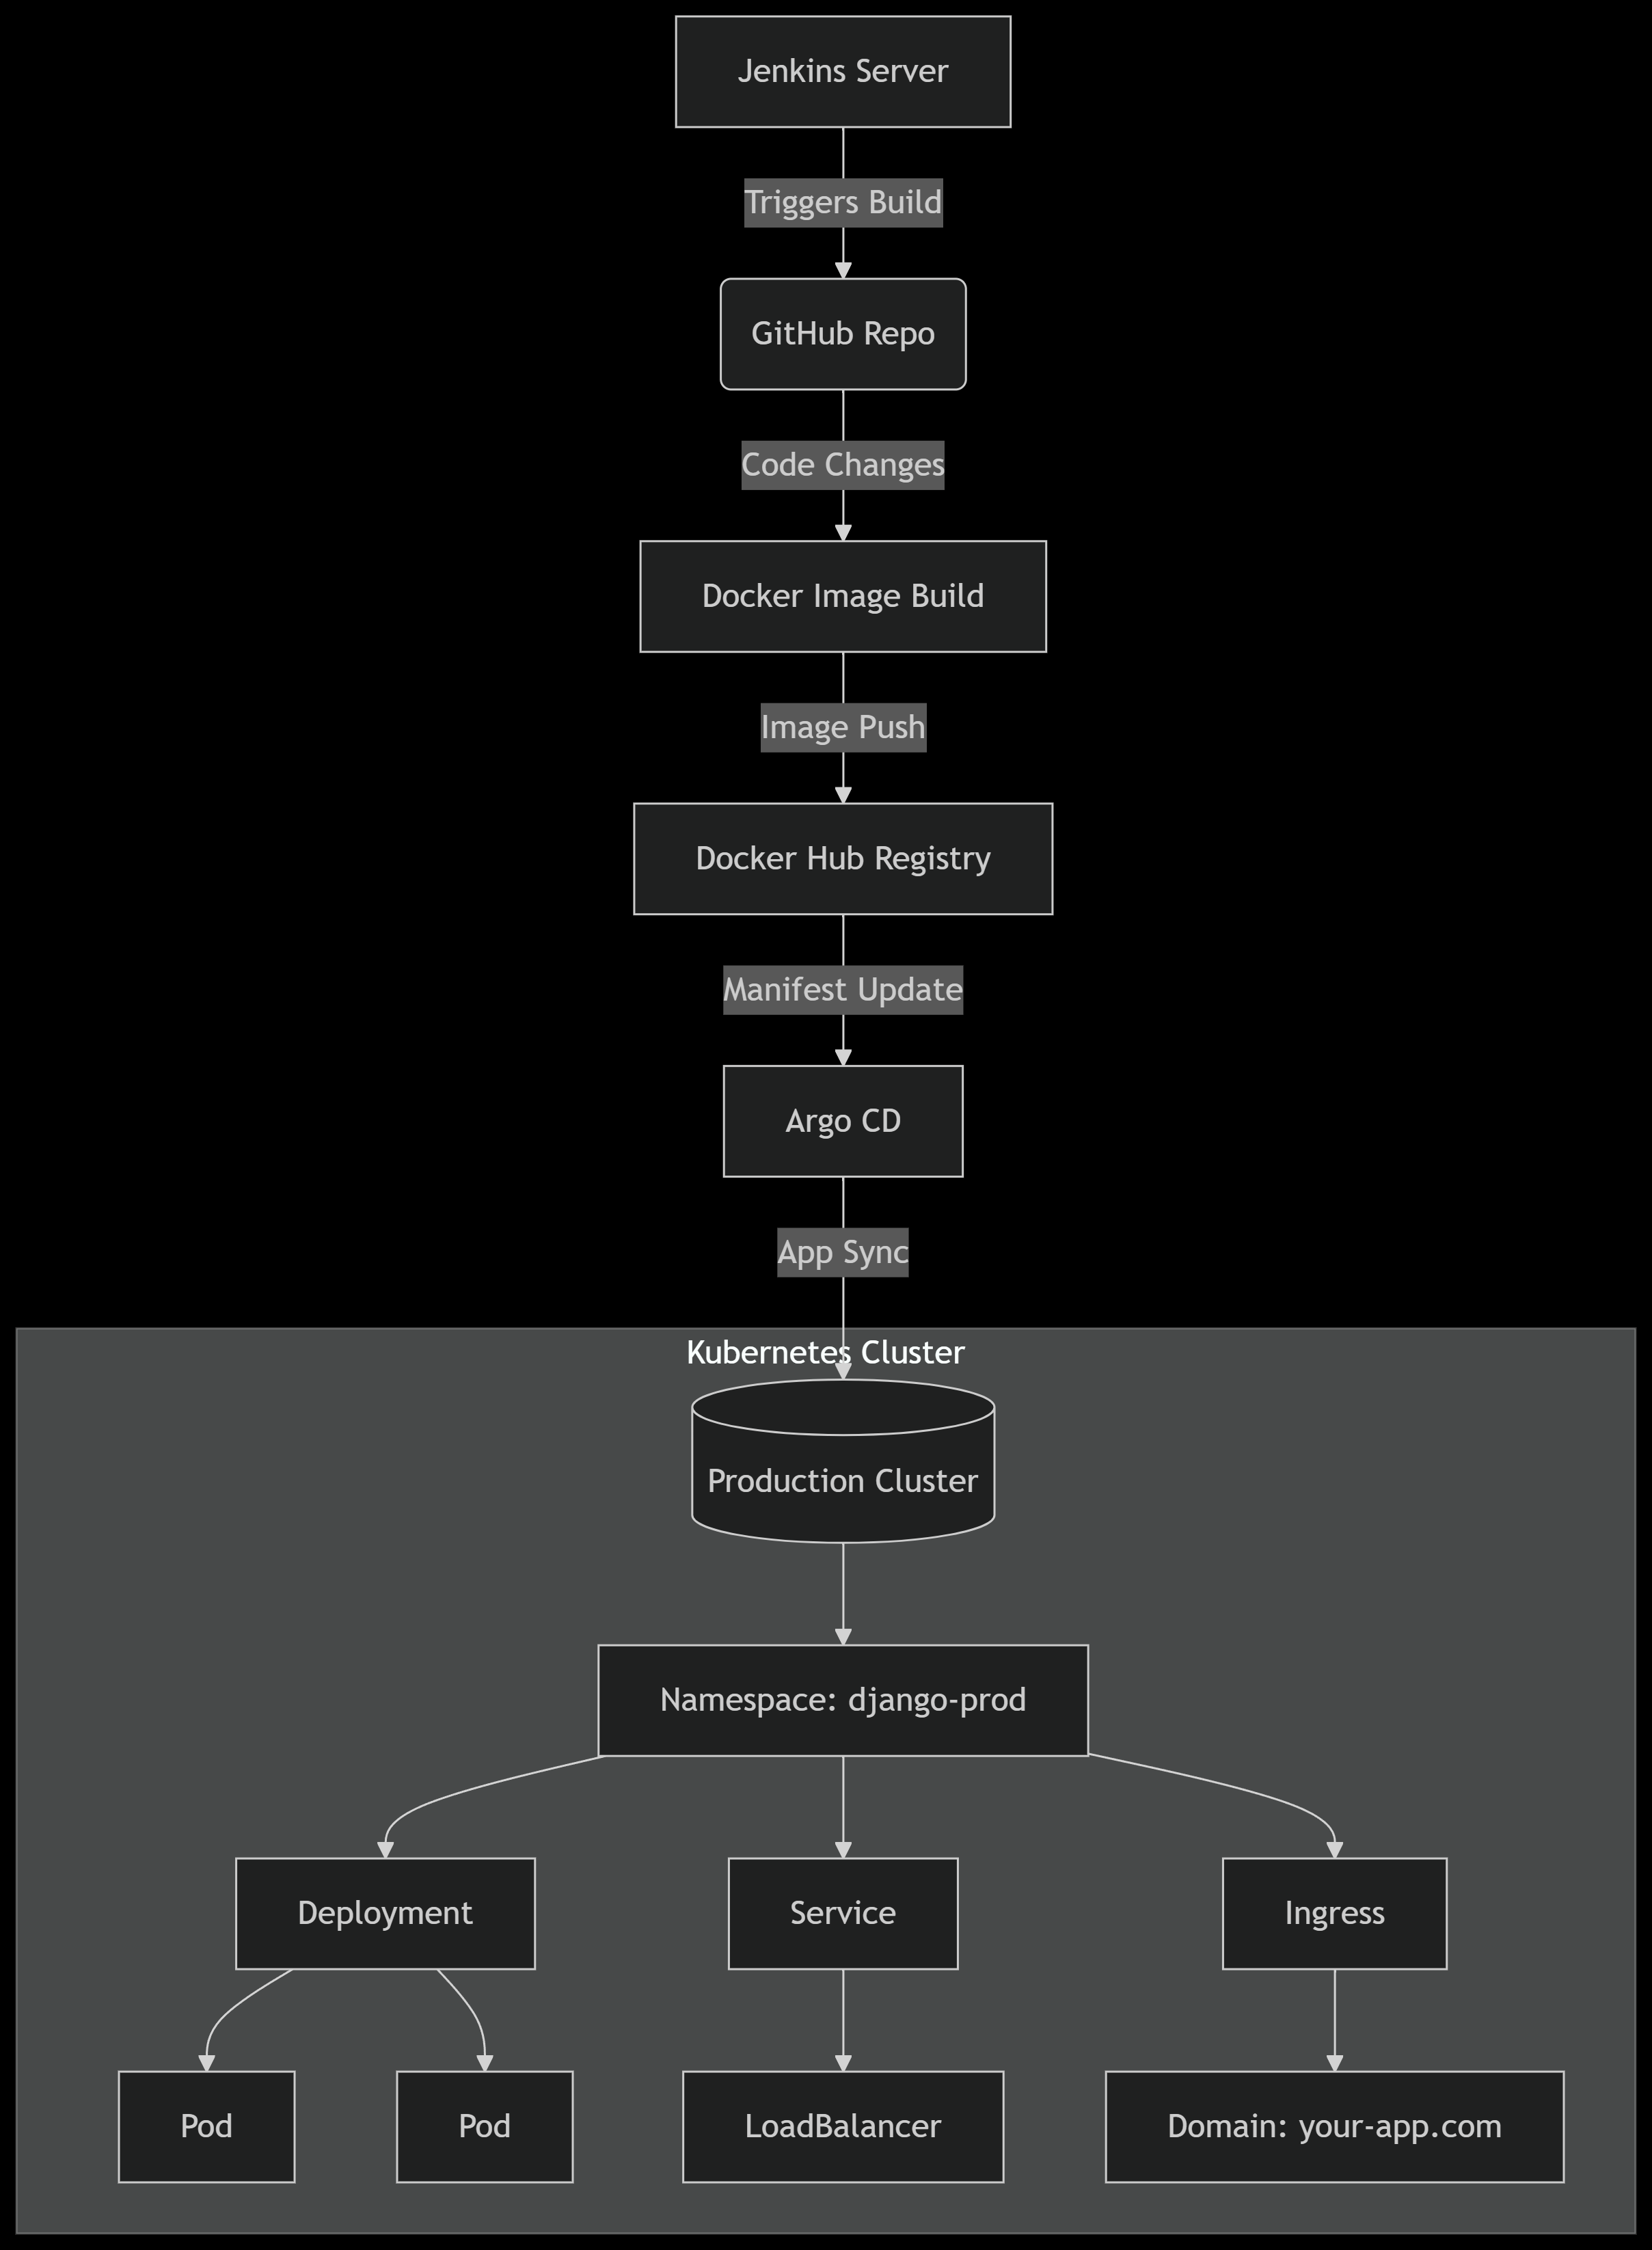 Jenkins Server
Triggers Build
GitHub Repo
Code Changes
Docker Image Build
Image Push
Docker Hub Registry
Manifest Update
Argo CD
App Sync
Kubernetes Cluster
Production Cluster
Namespace: django-prod
Deployment
Service
Ingress
Pod
Pod
LoadBalancer
Domain: your-app.com